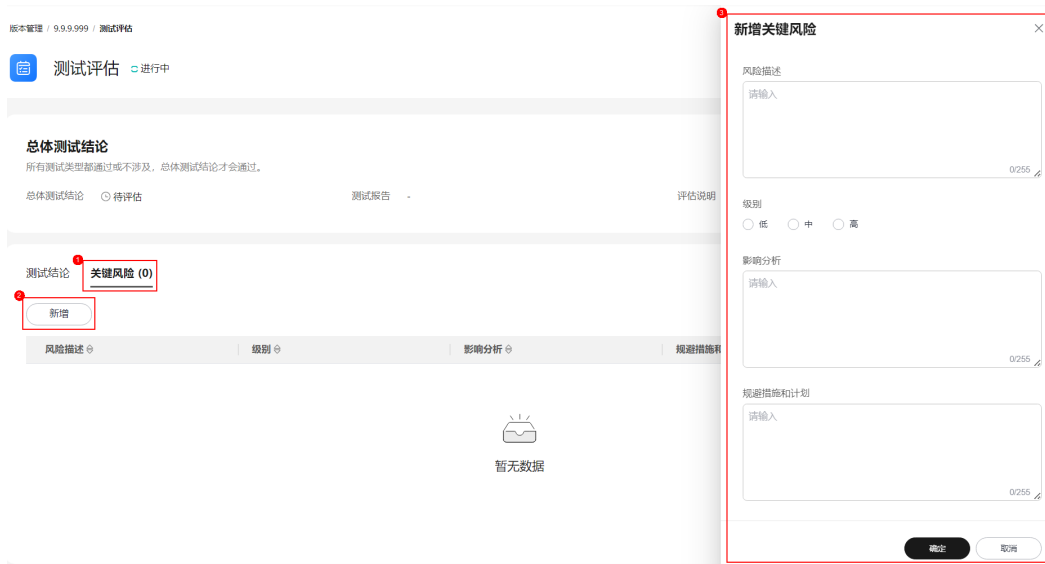 版本管理 / 9.9.9.999 / 测试评估
测试评估 进行中
总体测试结论
所有测试类型都通过或不涉及，总体测试结论才会通过。
总体测试结论 待评估 测试报告 - 评估说明
1
测试结论 关键风险 (0)
2
新增
风险描述 级别 影响分析 规避措施和
暂无数据
3
新增关键风险
风险描述
请输入
0/255
级别
低 中 高
影响分析
请输入
0/255
规避措施和计划
请输入
0/255
确定 取消